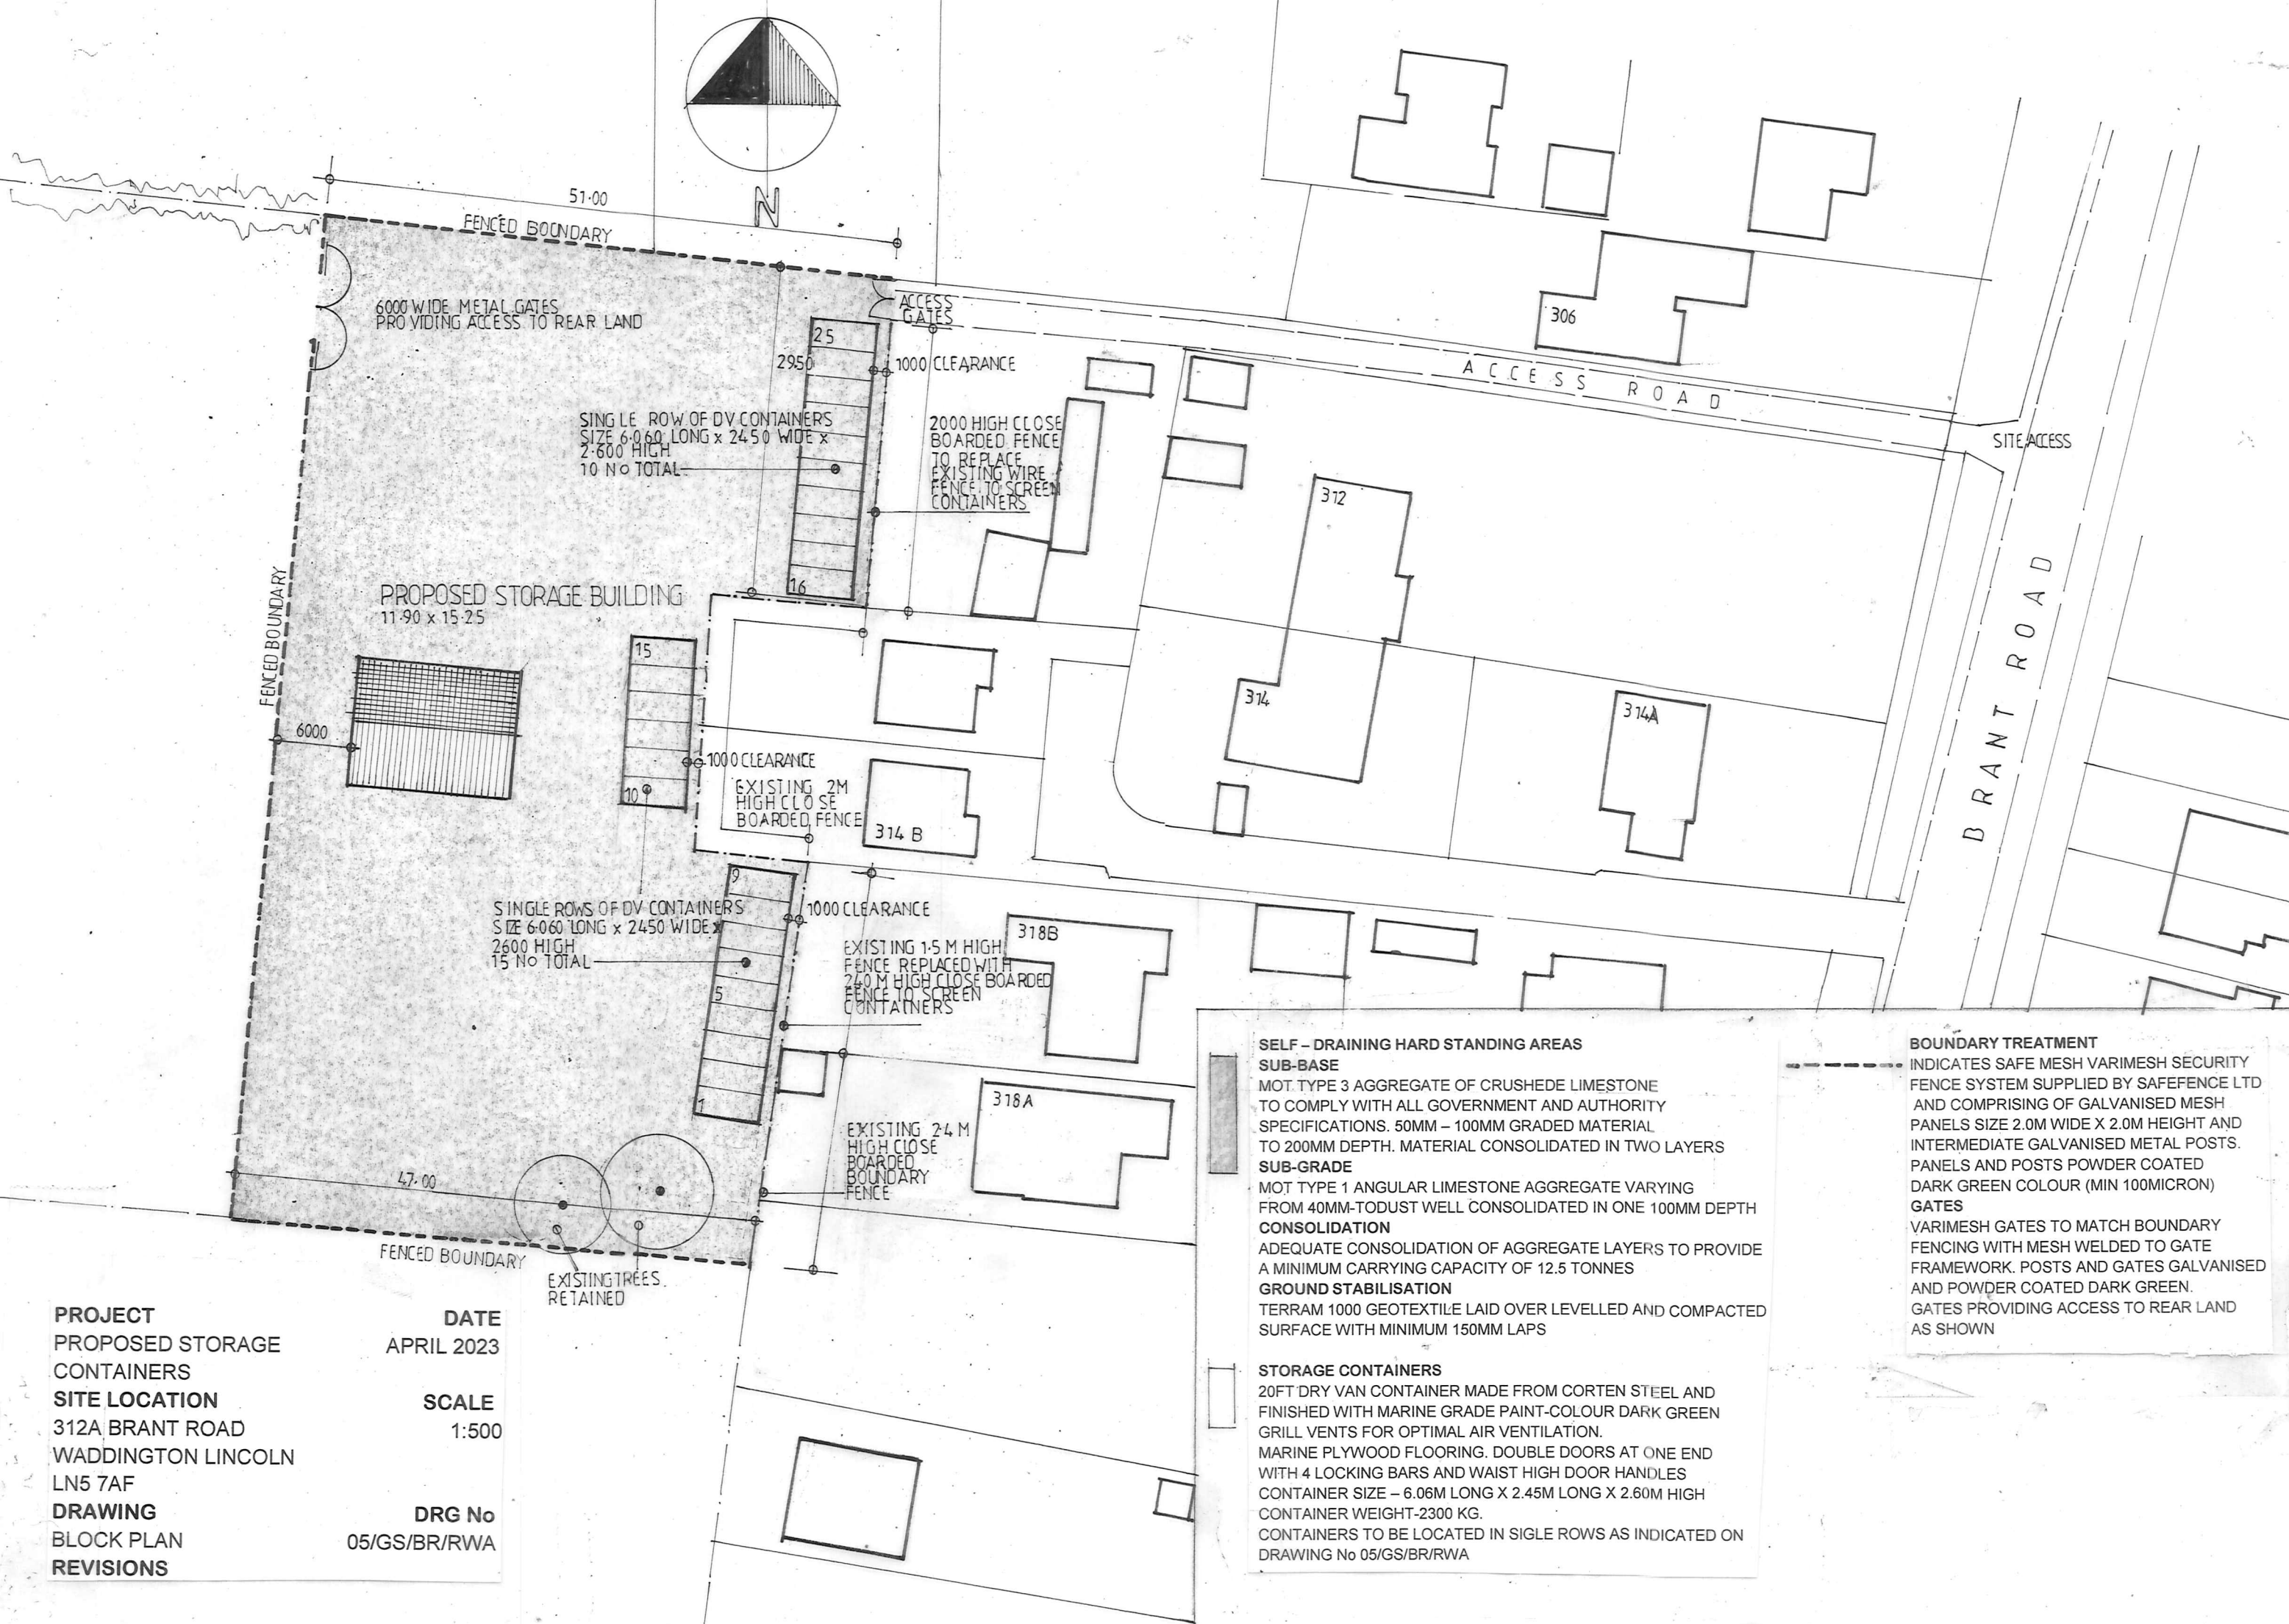 N
51·00
FENCED BOUNDARY
6000 WIDE METAL GATES
PROVIDING ACCESS TO REAR LAND
ACCESS
GATES
25
2950
1000 CLEARANCE
SINGLE ROW OF DV CONTAINERS
SIZE 6·060 LONG x 2450 WIDE x
2·600 HIGH
10 NO TOTAL
2000 HIGH CLOSE
BOARDED FENCE
TO REPLACE
EXISTING WIRE
FENCE TO SCREEN
CONTAINERS
16
306
ACCESS ROAD
SITE ACCESS
312
BRANT ROAD
FENCED BOUNDARY
PROPOSED STORAGE BUILDING
11·90 x 15·25
15
6000
1000 CLEARANCE
10
EXISTING 2M
HIGH CLOSE
BOARDED FENCE
314 B
314
314A
9
SINGLE ROWS OF DV CONTAINERS
SIZE 6·060 LONG x 2450 WIDE x
2600 HIGH
15 NO TOTAL
5
1
1000 CLEARANCE
EXISTING 1·5 M HIGH
FENCE REPLACED WITH
240 M HIGH CLOSE BOARDED
FENCE TO SCREEN
CONTAINERS
318B
318A
EXISTING 2·4 M
HIGH CLOSE
BOARDED
BOUNDARY
FENCE
47·00
FENCED BOUNDARY
EXISTING TREES.
RETAINED
PROJECT DATE
PROPOSED STORAGE APRIL 2023
CONTAINERS
SITE LOCATION SCALE
312A BRANT ROAD 1:500
WADDINGTON LINCOLN
LN5 7AF
DRAWING DRG No
BLOCK PLAN 05/GS/BR/RWA
REVISIONS
SELF – DRAINING HARD STANDING AREAS
SUB-BASE
MOT TYPE 3 AGGREGATE OF CRUSHEDE LIMESTONE
TO COMPLY WITH ALL GOVERNMENT AND AUTHORITY
SPECIFICATIONS. 50MM – 100MM GRADED MATERIAL
TO 200MM DEPTH. MATERIAL CONSOLIDATED IN TWO LAYERS
SUB-GRADE
MOT TYPE 1 ANGULAR LIMESTONE AGGREGATE VARYING
FROM 40MM-TODUST WELL CONSOLIDATED IN ONE 100MM DEPTH
CONSOLIDATION
ADEQUATE CONSOLIDATION OF AGGREGATE LAYERS TO PROVIDE
A MINIMUM CARRYING CAPACITY OF 12.5 TONNES
GROUND STABILISATION
TERRAM 1000 GEOTEXTILE LAID OVER LEVELLED AND COMPACTED
SURFACE WITH MINIMUM 150MM LAPS
STORAGE CONTAINERS
20FT DRY VAN CONTAINER MADE FROM CORTEN STEEL AND
FINISHED WITH MARINE GRADE PAINT-COLOUR DARK GREEN
GRILL VENTS FOR OPTIMAL AIR VENTILATION.
MARINE PLYWOOD FLOORING. DOUBLE DOORS AT ONE END
WITH 4 LOCKING BARS AND WAIST HIGH DOOR HANDLES
CONTAINER SIZE – 6.06M LONG X 2.45M LONG X 2.60M HIGH
CONTAINER WEIGHT-2300 KG.
CONTAINERS TO BE LOCATED IN SIGLE ROWS AS INDICATED ON
DRAWING No 05/GS/BR/RWA
BOUNDARY TREATMENT
INDICATES SAFE MESH VARIMESH SECURITY
FENCE SYSTEM SUPPLIED BY SAFEFENCE LTD
AND COMPRISING OF GALVANISED MESH
PANELS SIZE 2.0M WIDE X 2.0M HEIGHT AND
INTERMEDIATE GALVANISED METAL POSTS.
PANELS AND POSTS POWDER COATED
DARK GREEN COLOUR (MIN 100MICRON)
GATES
VARIMESH GATES TO MATCH BOUNDARY
FENCING WITH MESH WELDED TO GATE
FRAMEWORK. POSTS AND GATES GALVANISED
AND POWDER COATED DARK GREEN.
GATES PROVIDING ACCESS TO REAR LAND
AS SHOWN